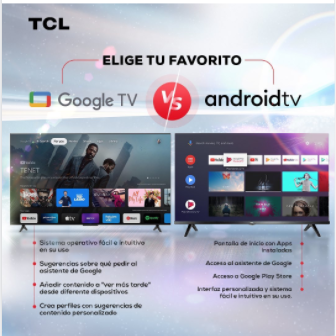 TCL
ELIGE TU FAVORITO
Google TV
VS
androidtv
TENET
Sistema operativo fácil e intuitivo
en su uso
Sugerencias sobre qué pedir al
asistente de Google
Añadir contenido a "ver más tarde"
desde diferentes dispositivos
Crea perfiles con sugerencias de
contenido personalizado
Pantalla de inicio con Apps
instaladas
Acceso al asistente de Google
Acceso a Google Play Store
Interfaz personalizada y sistema
fácil e intuitivo en su uso.